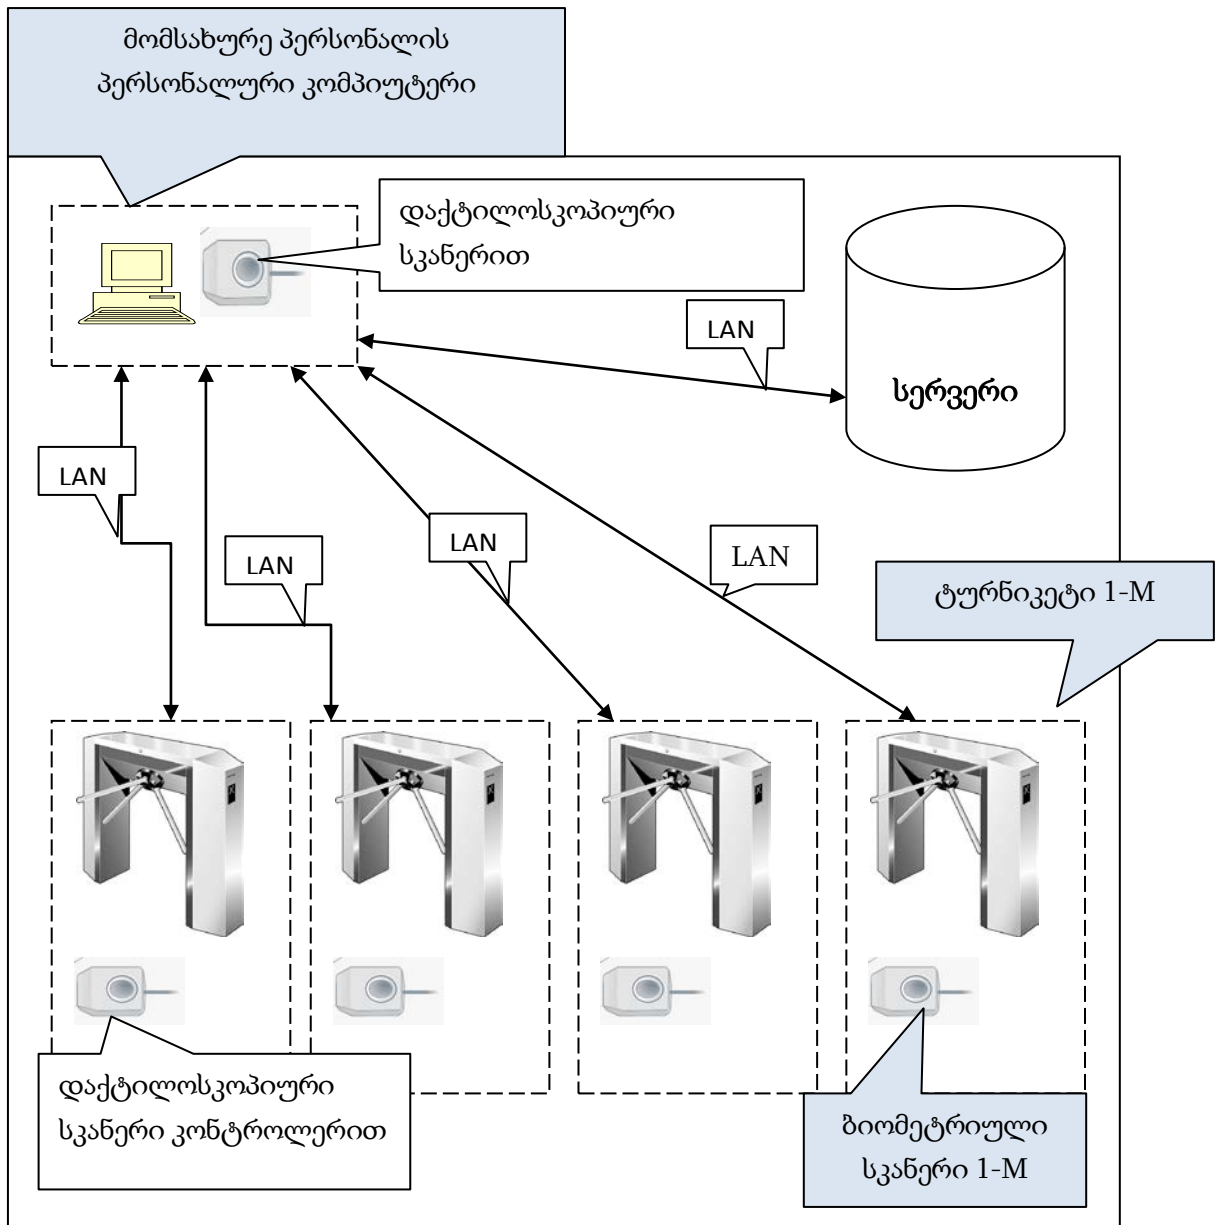 მომსახურე პერსონალის
პერსონალური კომპიუტერი
დაქტილოსკოპიური
სკანერით
LAN
სერვერი
LAN
LAN
LAN
LAN
ტურნიკეტი 1-M
დაქტილოსკოპიური
სკანერი კონტროლერით
ბიომეტრიული
სკანერი 1-M